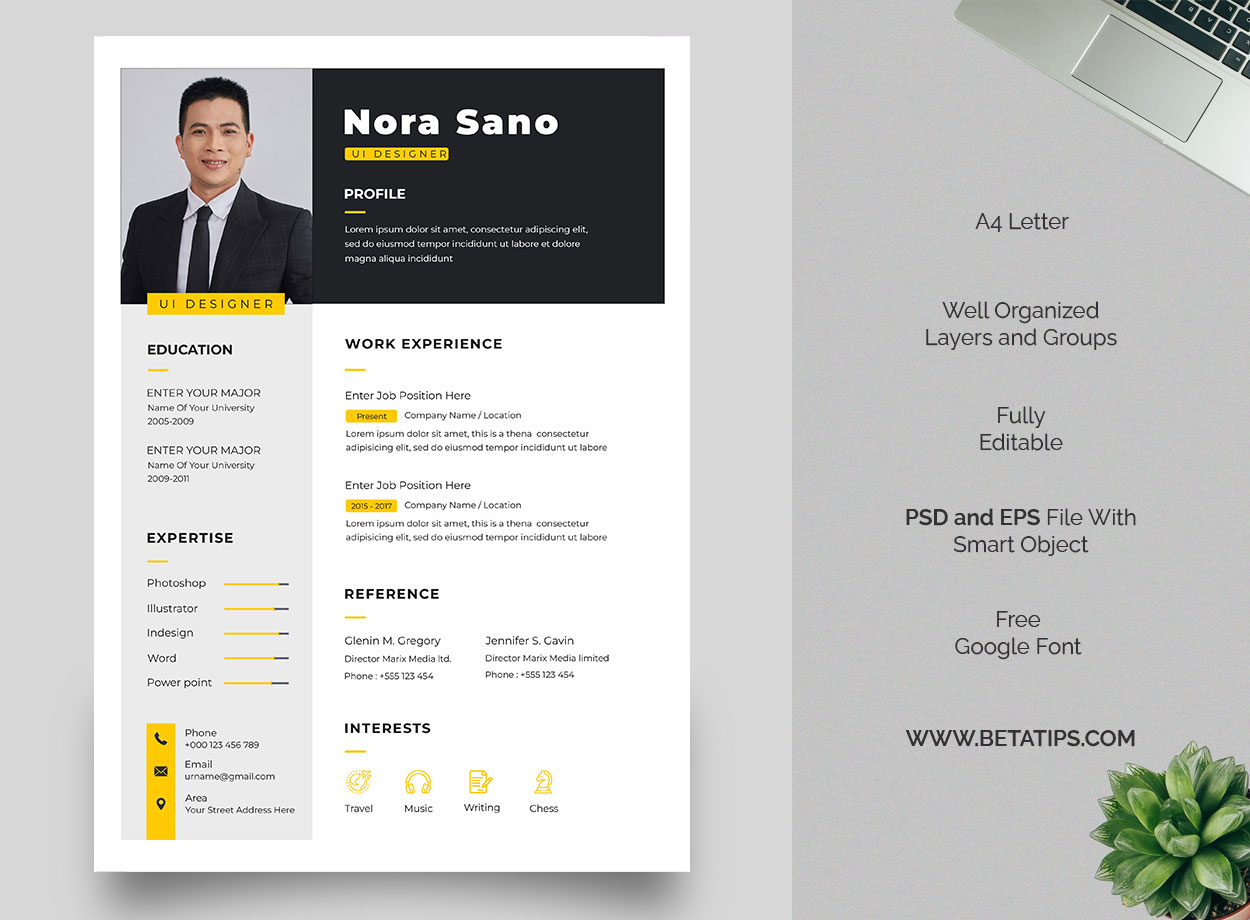 Nora Sano
UI DESIGNER
PROFILE
Lorem ipsum dolor sit amet, consectetur adipiscing elit,
sed do eiusmod tempor incididunt ut labore et dolore
magna aliqua incididunt
UI DESIGNER
EDUCATION
ENTER YOUR MAJOR
Name Of Your University
2005-2009
ENTER YOUR MAJOR
Name Of Your University
2009-2011
EXPERTISE
Photoshop
Illustrator
Indesign
Word
Power point
Phone
+000 123 456 789
Email
urname@gmail.com
Area
Your Street Address Here
WORK EXPERIENCE
Enter Job Position Here
Present Company Name / Location
Lorem ipsum dolor sit amet, this is a thena consectetur
adipisicing elit, sed do eiusmod tempor incididunt ut labore
Enter Job Position Here
2015 - 2017 Company Name / Location
Lorem ipsum dolor sit amet, this is a thena consectetur
adipisicing elit, sed do eiusmod tempor incididunt ut labore
REFERENCE
Glenin M. Gregory
Director Marix Media ltd.
Phone : +555 123 454
Jennifer S. Gavin
Director Marix Media limited
Phone : +555 123 454
INTERESTS
Travel Music Writing Chess
A4 Letter
Well Organized
Layers and Groups
Fully
Editable
PSD and EPS File With
Smart Object
Free
Google Font
WWW.BETATIPS.COM